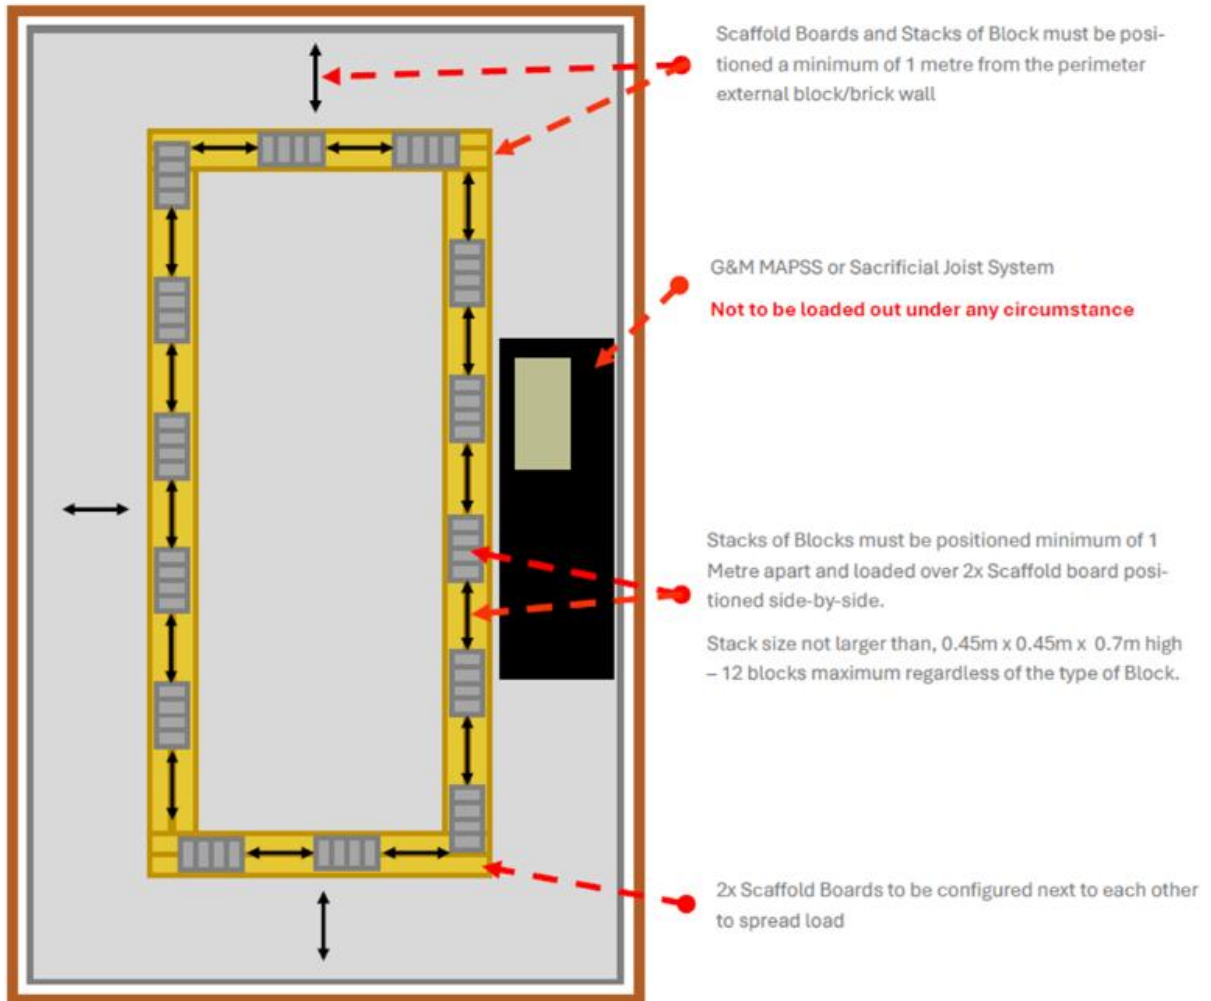 Scaffold Boards and Stacks of Block must be posi-
tioned a minimum of 1 metre from the perimeter
external block/brick wall
G&M MAPSS or Sacrificial Joist System
Not to be loaded out under any circumstance
Stacks of Blocks must be positioned minimum of 1
Metre apart and loaded over 2x Scaffold board posi-
tioned side-by-side.
Stack size not larger than, 0.45m x 0.45m x 0.7m high
– 12 blocks maximum regardless of the type of Block.
2x Scaffold Boards to be configured next to each other
to spread load